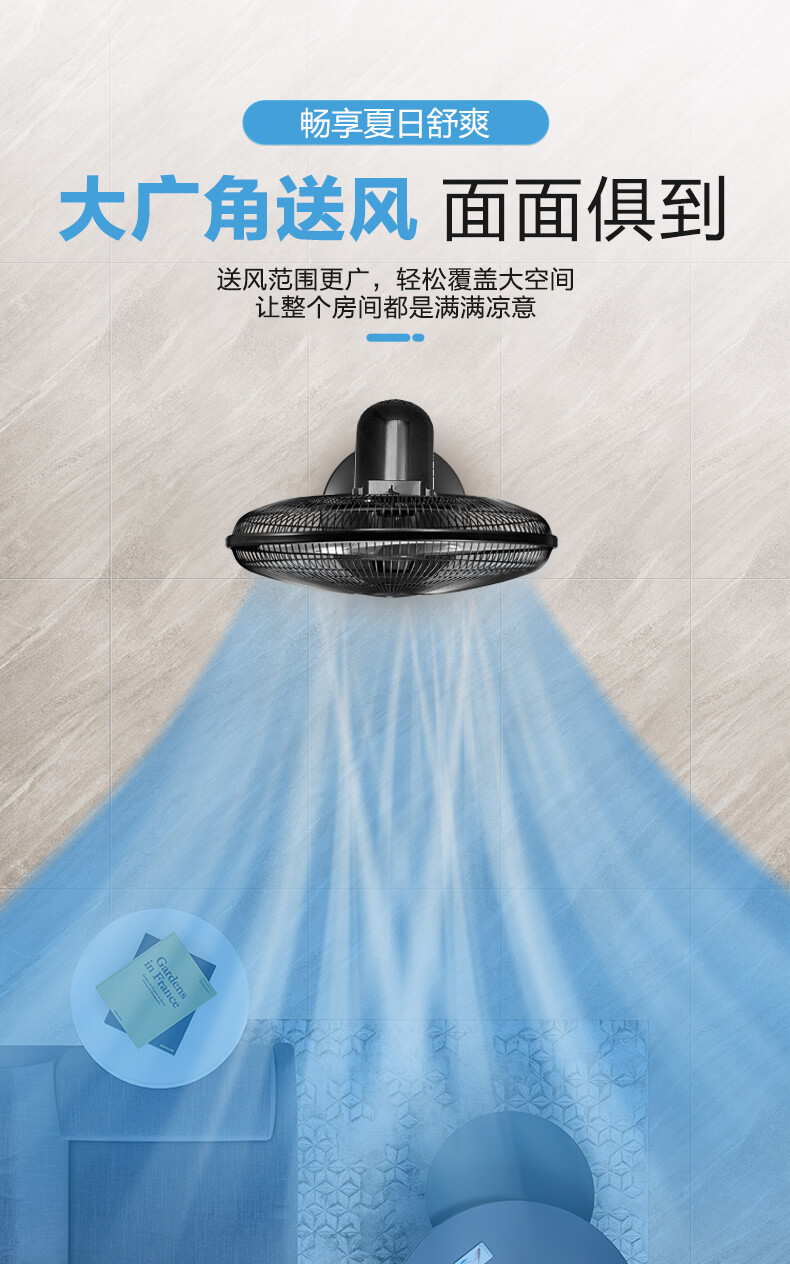 畅享夏日舒爽
大广角送风 面面俱到
送风范围更广，轻松覆盖大空间
让整个房间都是满满凉意
Gardens
in France